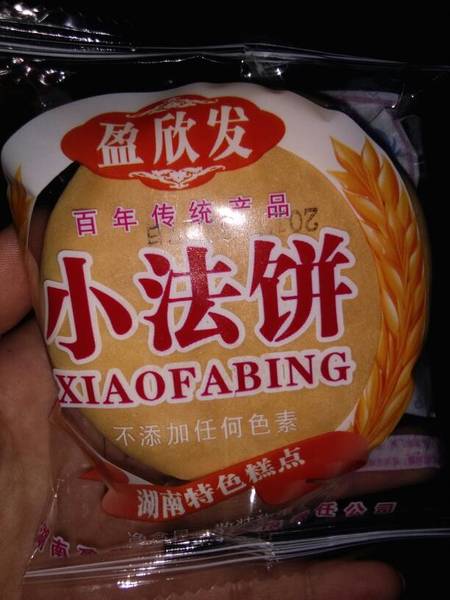 盈欣发
百年传统产品
小法饼
XIAOFABING
不添加任何色素
湖南特色糕点